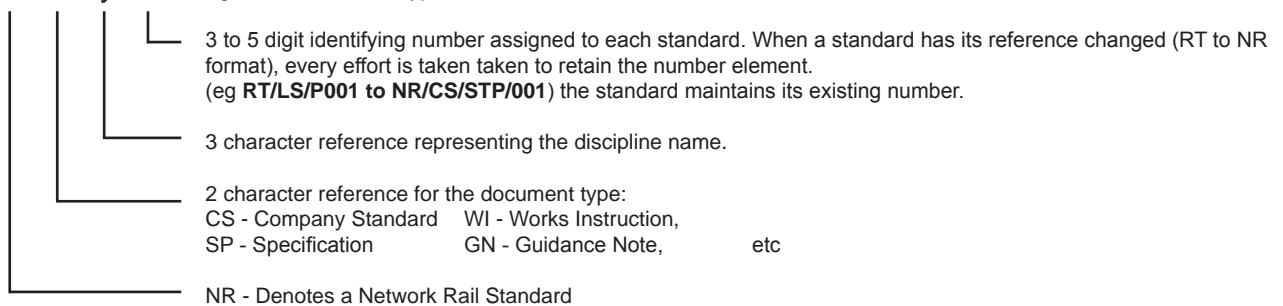 3 to 5 digit identifying number assigned to each standard. When a standard has its reference changed (RT to NR
format), every effort is taken taken to retain the number element.
(eg RT/LS/P001 to NR/CS/STP/001) the standard maintains its existing number.
3 character reference representing the discipline name.
2 character reference for the document type:
CS - Company Standard WI - Works Instruction,
SP - Specification GN - Guidance Note, etc
NR - Denotes a Network Rail Standard